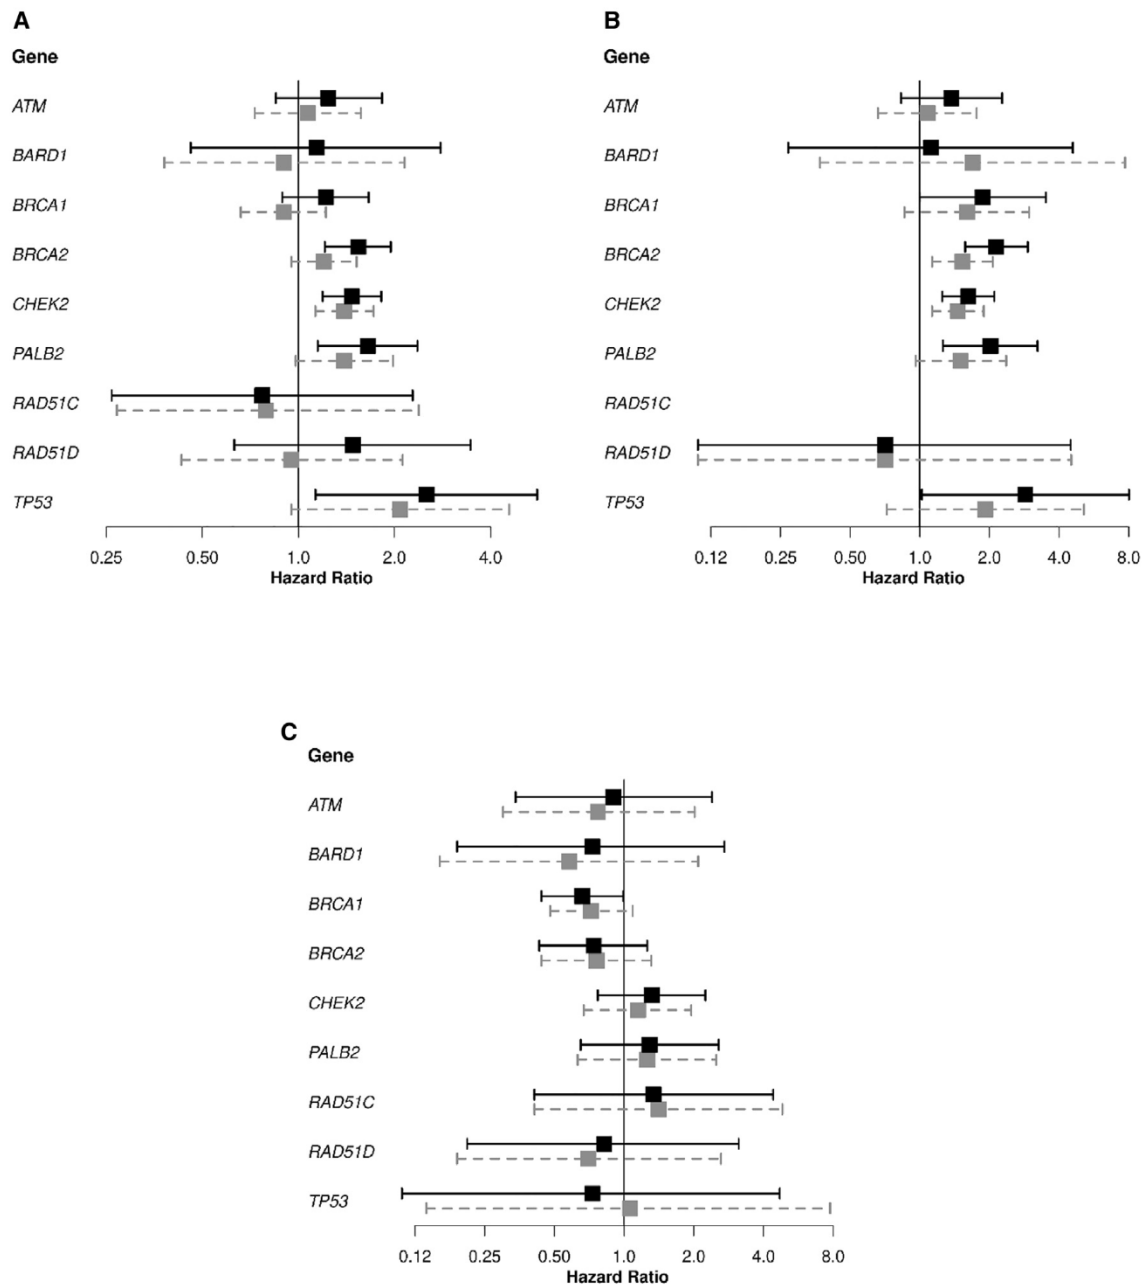 A
Gene
ATM
BARD1
BRCA1
BRCA2
CHEK2
PALB2
RAD51C
RAD51D
TP53
0.25 0.50 1.0 2.0 4.0
Hazard Ratio
B
Gene
ATM
BARD1
BRCA1
BRCA2
CHEK2
PALB2
RAD51C
RAD51D
TP53
0.12 0.25 0.50 1.0 2.0 4.0 8.0
Hazard Ratio
C
Gene
ATM
BARD1
BRCA1
BRCA2
CHEK2
PALB2
RAD51C
RAD51D
TP53
0.12 0.25 0.50 1.0 2.0 4.0 8.0
Hazard Ratio